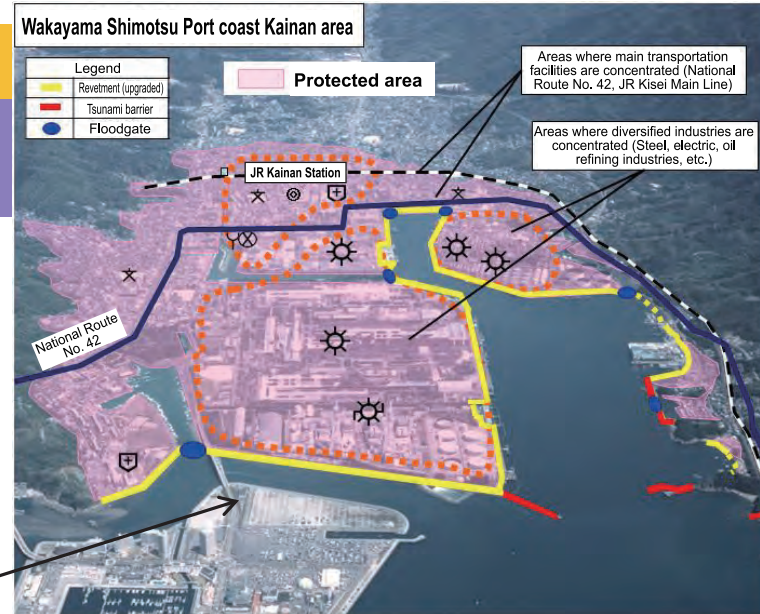 Wakayama Shimotsu Port coast Kainan area
Legend
Revetment (upgraded)
Tsunami barrier
Floodgate
Protected area
Areas where main transportation
facilities are concentrated (National
Route No. 42, JR Kisei Main Line)
Areas where diversified industries are
concentrated (Steel, electric, oil
refining industries, etc.)
JR Kainan Station
National Route
No. 42